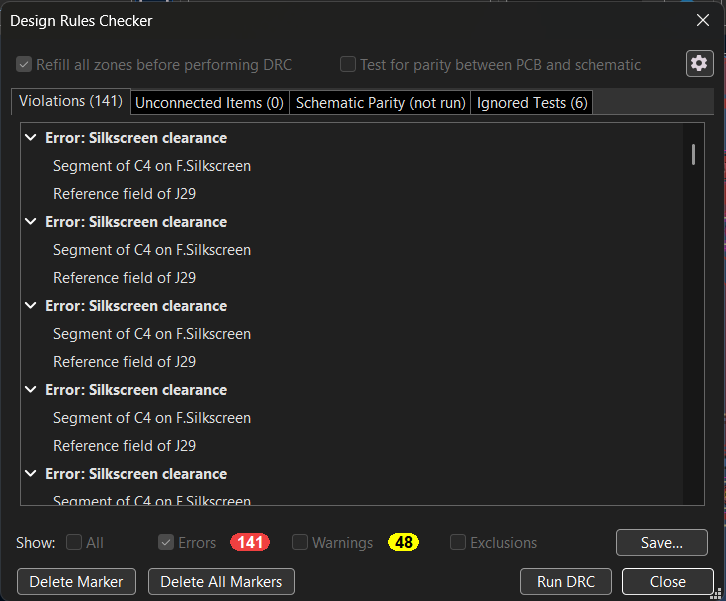 Design Rules Checker
Refill all zones before performing DRC Test for parity between PCB and schematic
Violations (141) Unconnected Items (0) Schematic Parity (not run) Ignored Tests (6)
Error: Silkscreen clearance
Segment of C4 on F.Silkscreen
Reference field of J29
Error: Silkscreen clearance
Segment of C4 on F.Silkscreen
Reference field of J29
Error: Silkscreen clearance
Segment of C4 on F.Silkscreen
Reference field of J29
Error: Silkscreen clearance
Segment of C4 on F.Silkscreen
Reference field of J29
Error: Silkscreen clearance
Segment of C4 on F.Silkscreen
Show: All Errors 141 Warnings 48 Exclusions Save...
Delete Marker Delete All Markers Run DRC Close